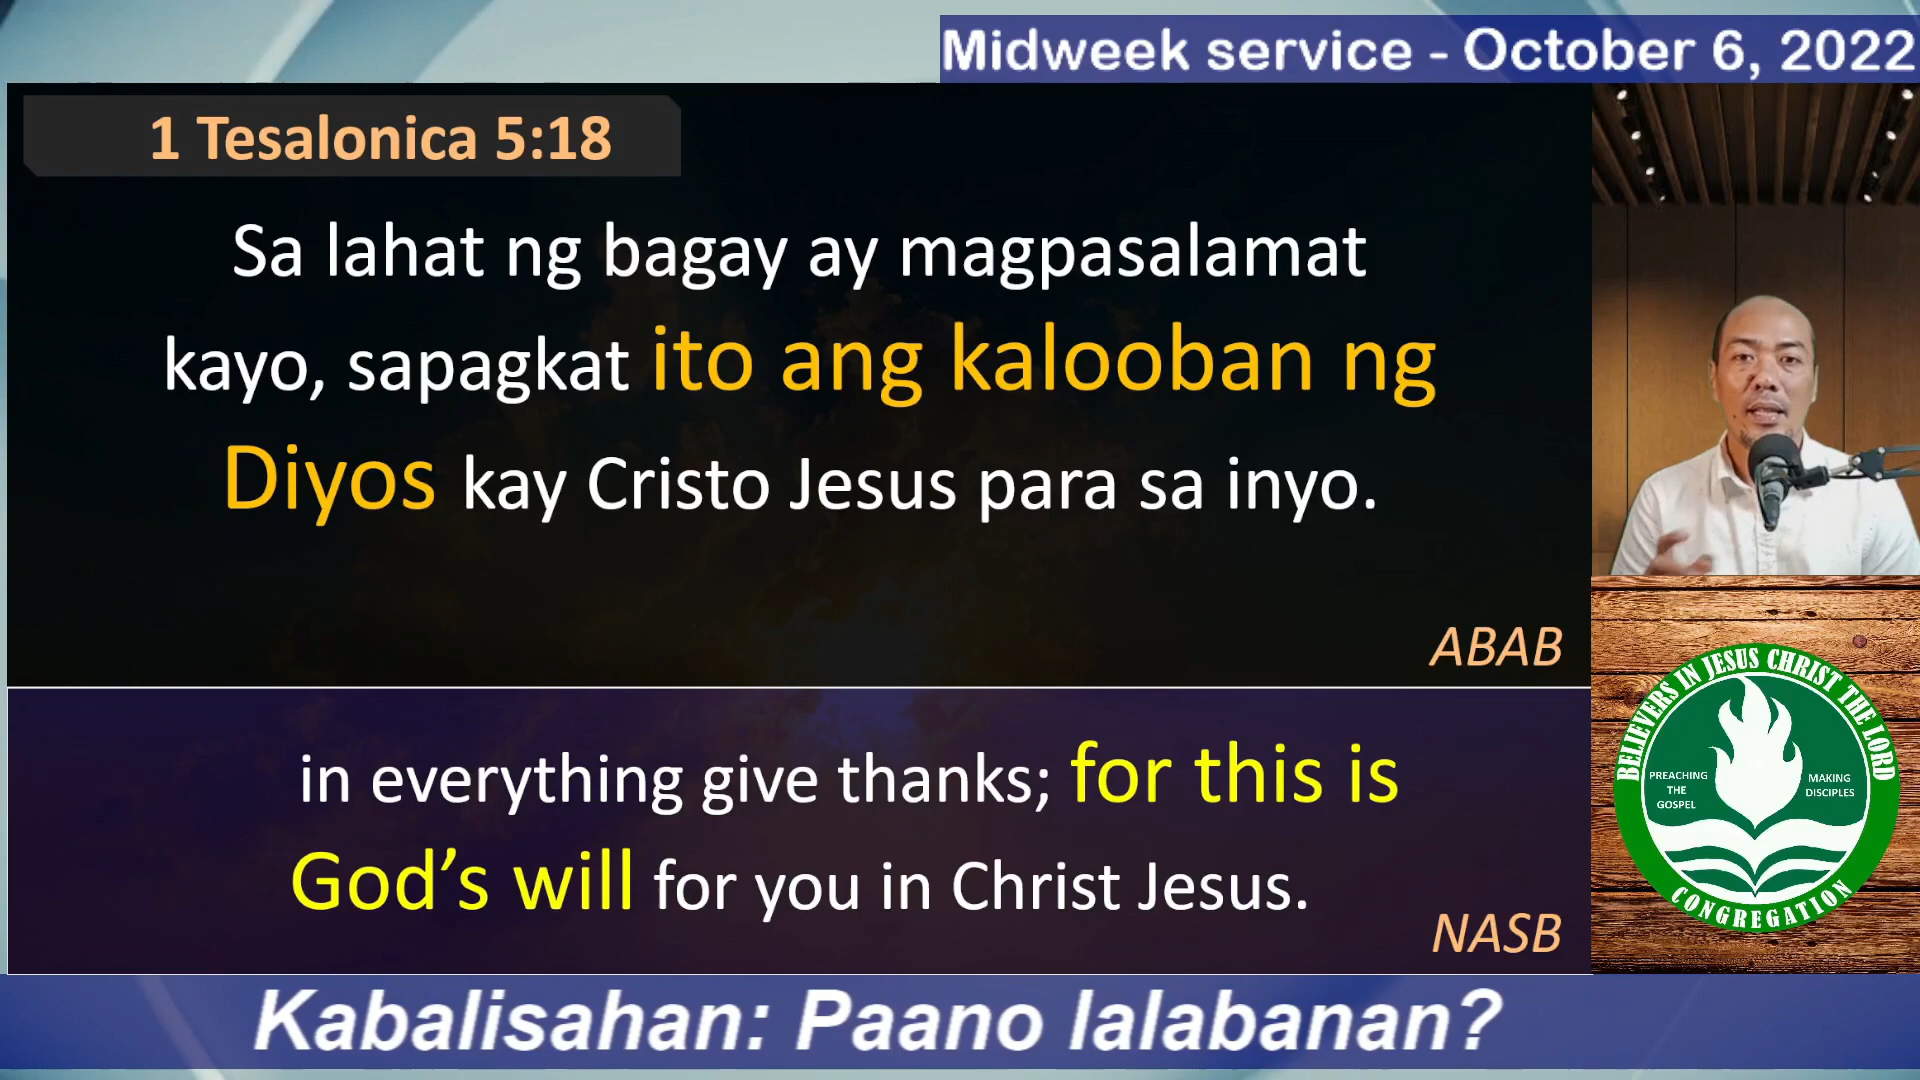 Midweek service - October 6, 2022
1 Tesalonica 5:18
Sa lahat ng bagay ay magpasalamat
kayo, sapagkat ito ang kalooban ng
Diyos kay Cristo Jesus para sa inyo.
ABAB
in everything give thanks; for this is
God’s will for you in Christ Jesus.
NASB
BELIEVERS IN JESUS CHRIST THE LORD
PREACHING
THE
GOSPEL
MAKING
DISCIPLES
CONGREGATION
Kabalisahan: Paano lalabanan?